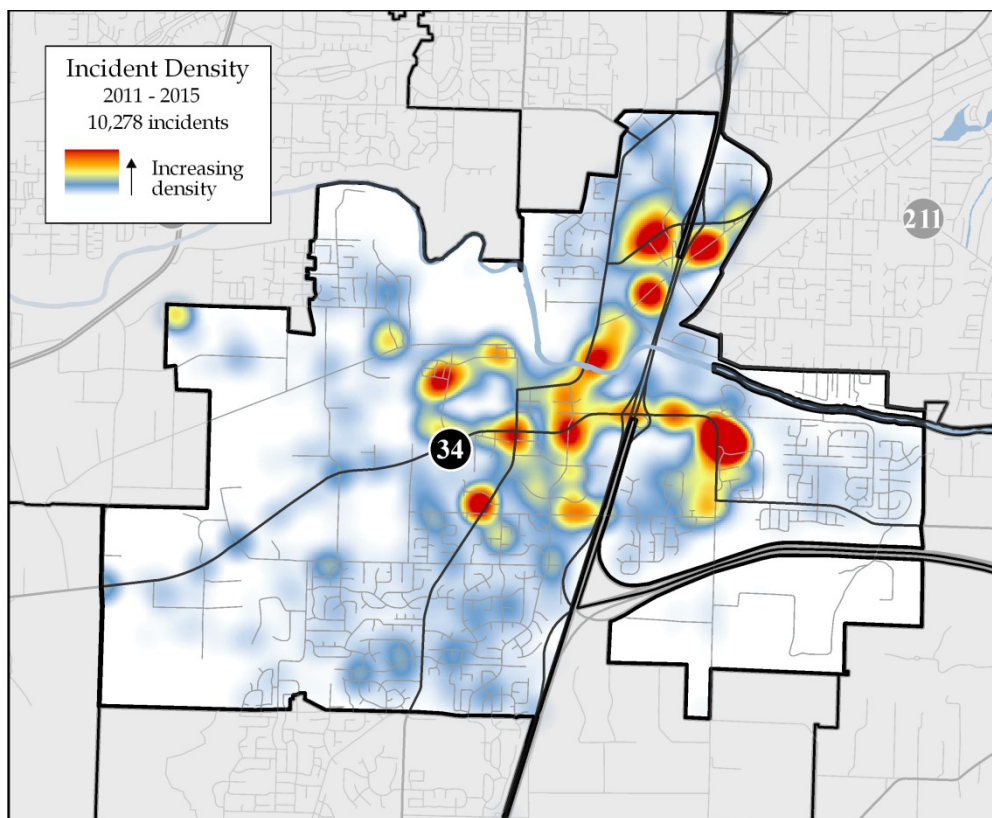 Incident Density
2011 - 2015
10,278 incidents
Increasing
density
211
34